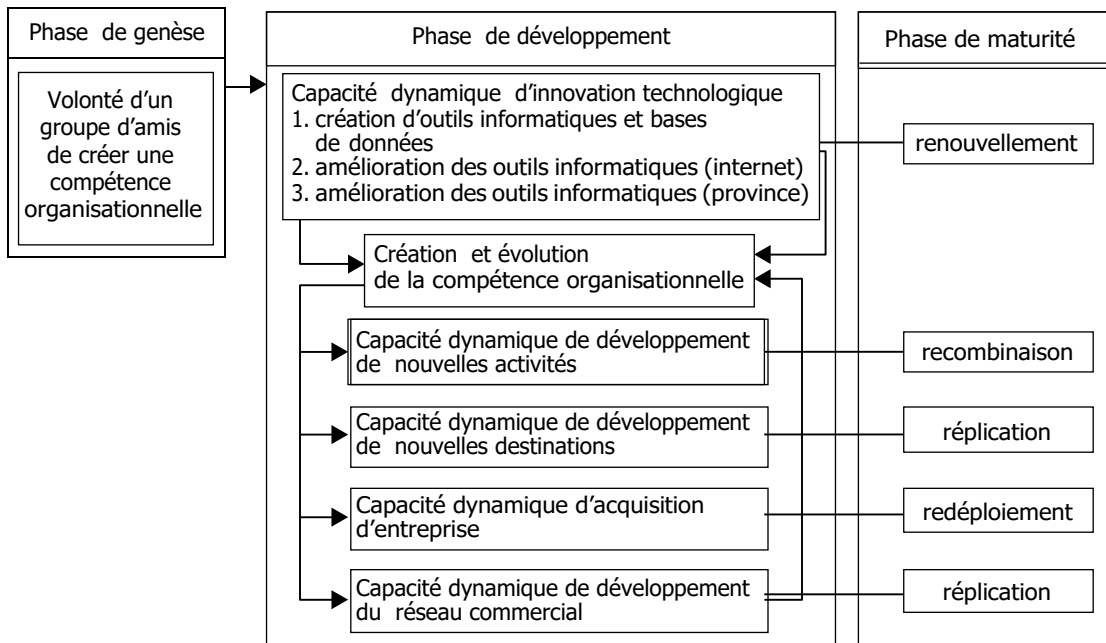 Phase de genèse
Volonté d'un
groupe d'amis
de créer une
compétence
organisationnelle
Phase de développement
Capacité dynamique d'innovation technologique
1. création d'outils informatiques et bases
de données
2. amélioration des outils informatiques (internet)
3. amélioration des outils informatiques (province)
Création et évolution
de la compétence organisationnelle
Capacité dynamique de développement
de nouvelles activités
Capacité dynamique de développement
de nouvelles destinations
Capacité dynamique d'acquisition
d'entreprise
Capacité dynamique de développement
du réseau commercial
Phase de maturité
renouvellement
recombinaison
réplication
redéploiement
réplication